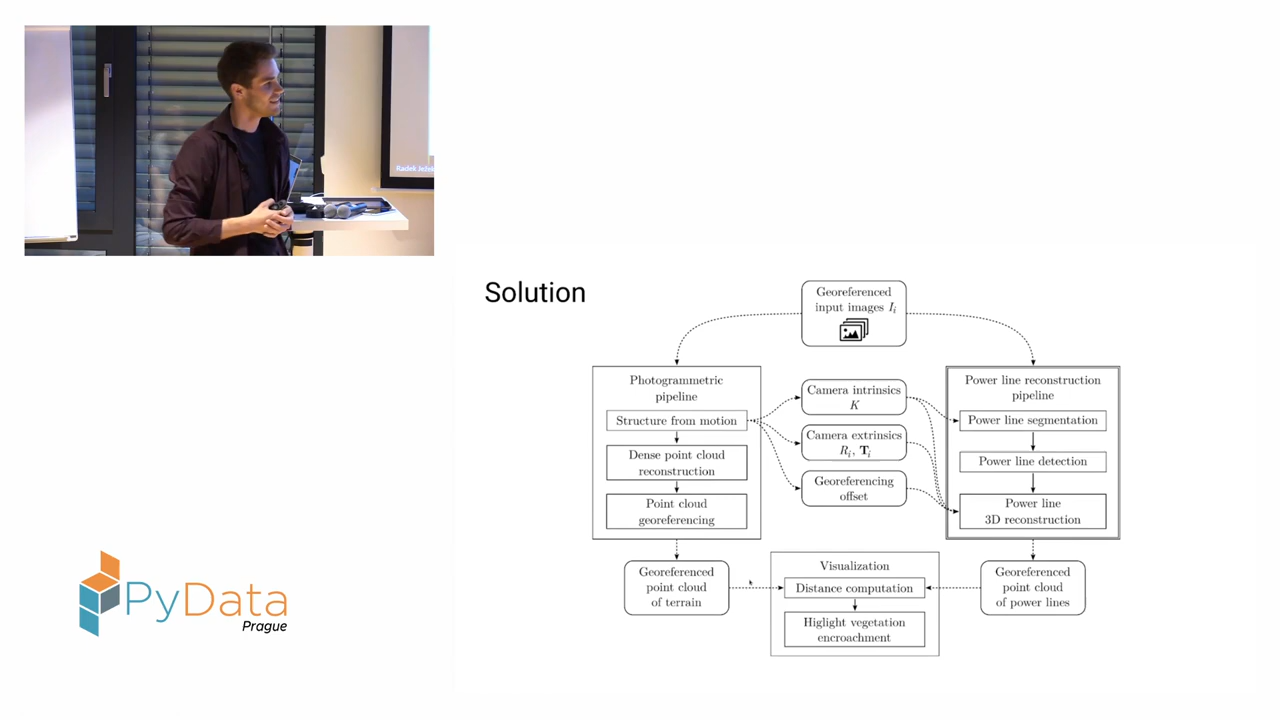 Radek Ježek
Solution
Georeferenced
input images I_i
Photogrammetric
pipeline
Structure from motion
Dense point cloud
reconstruction
Point cloud
georeferencing
Camera intrinsics
K
Camera extrinsics
R_i, T_i
Georeferencing
offset
Power line reconstruction
pipeline
Power line segmentation
Power line detection
Power line
3D reconstruction
Georeferenced
point cloud
of terrain
Visualization
Distance computation
Higlight vegetation
encroachment
Georeferenced
point cloud
of power lines
PyData
Prague